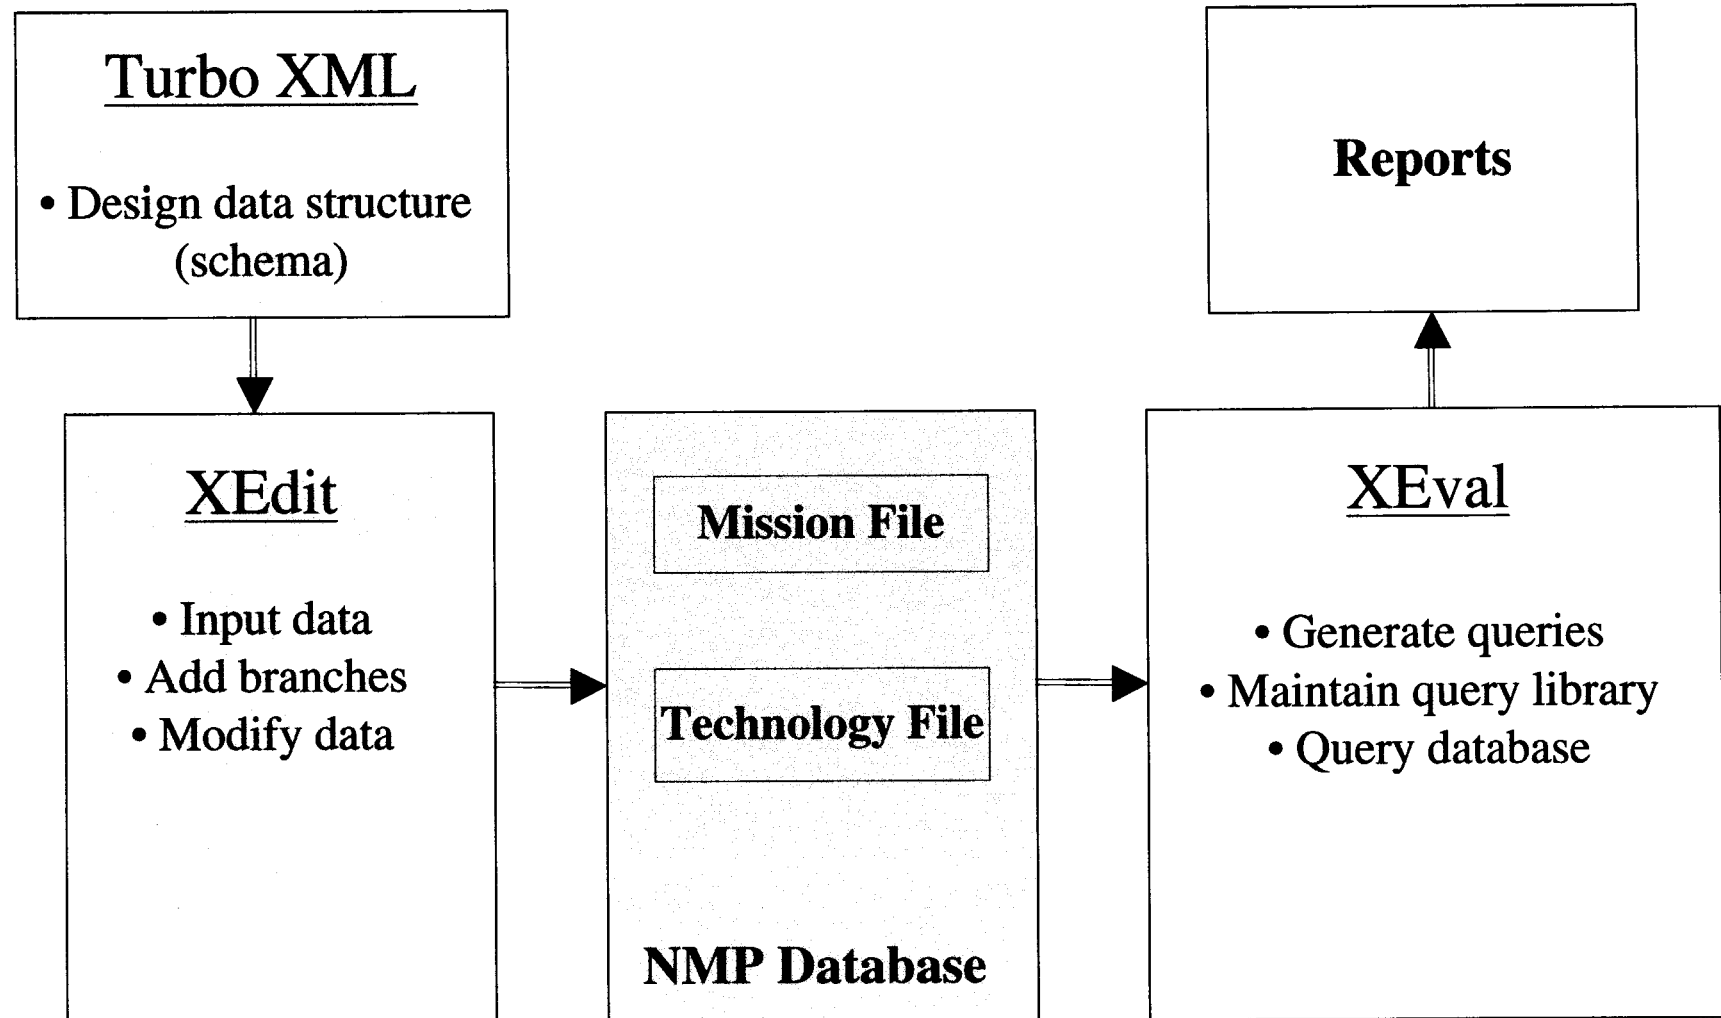 Turbo XML
• Design data structure
(schema)
Reports
XEdit
• Input data
• Add branches
• Modify data
Mission File
Technology File
NMP Database
XEval
• Generate queries
• Maintain query library
• Query database